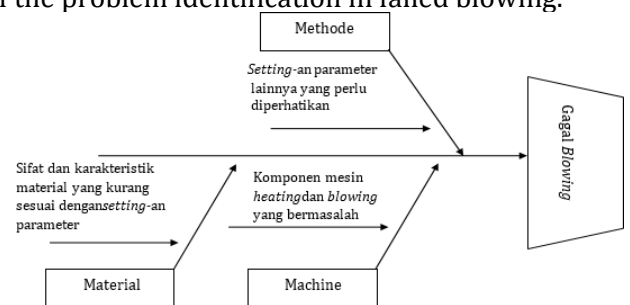 the problem identification in failed blowing.
Methode
Setting-an parameter
lainnya yang perlu
diperhatikan
Gagal Blowing
Sifat dan karakteristik
material yang kurang
sesuai dengansetting-an
parameter
Komponen mesin
heatingdan blowing
yang bermasalah
Material
Machine